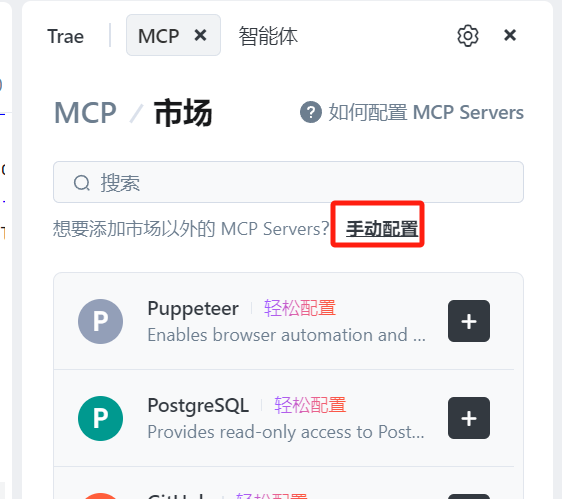 Trae MCP × 智能体
MCP / 市场 ? 如何配置 MCP Servers
搜索
想要添加市场以外的 MCP Servers? 手动配置
P Puppeteer 轻松配置 +
Enables browser automation and ...
P PostgreSQL 轻松配置 +
Provides read-only access to Post...